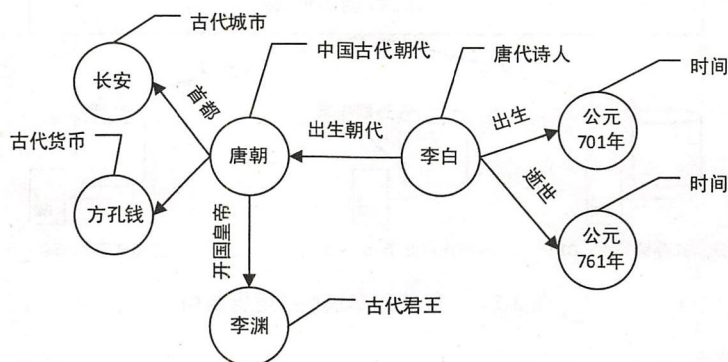 古代城市
长安
首都
中国古代朝代
唐代诗人
时间
出生
公元
701年
古代货币
出生朝代
唐朝
李白
逝世
时间
方孔钱
开国皇帝
公元
761年
李渊
古代君王